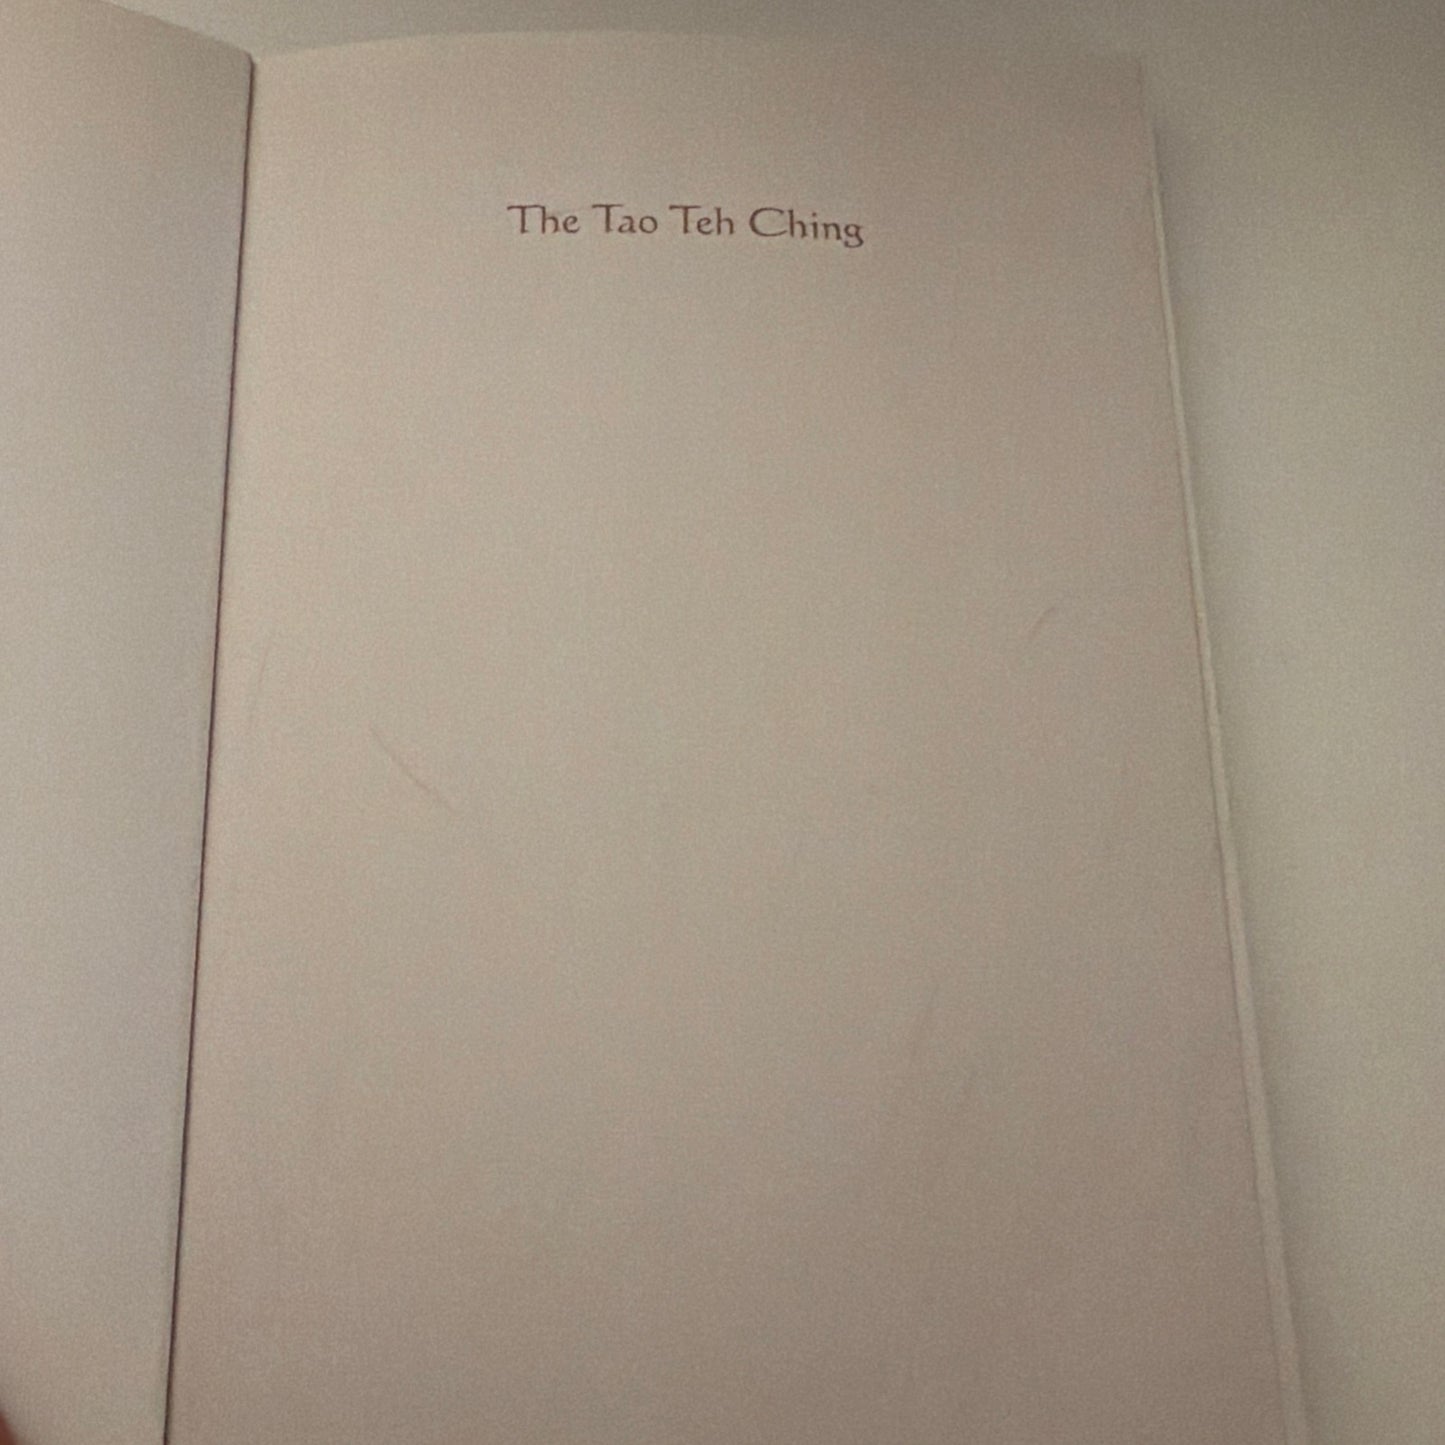 The Tao Teh Ching